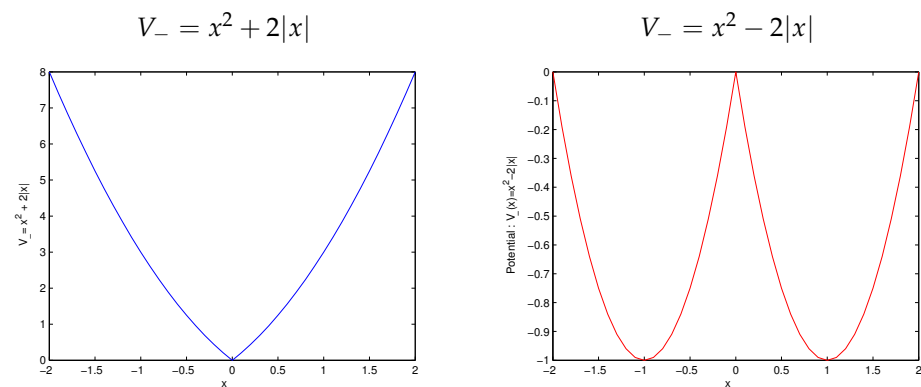 V₋ = x² + 2|x|
V₋ = x² − 2|x|
8
7
6
5
4
3
2
1
0
V_ = x² + 2|x|
−2 −1.5 −1 −0.5 0 0.5 1 1.5 2
x
0
−0.1
−0.2
−0.3
−0.4
−0.5
−0.6
−0.7
−0.8
−0.9
−1
Potential : V_(x)=x²−2|x|
−2 −1.5 −1 −0.5 0 0.5 1 1.5 2
x